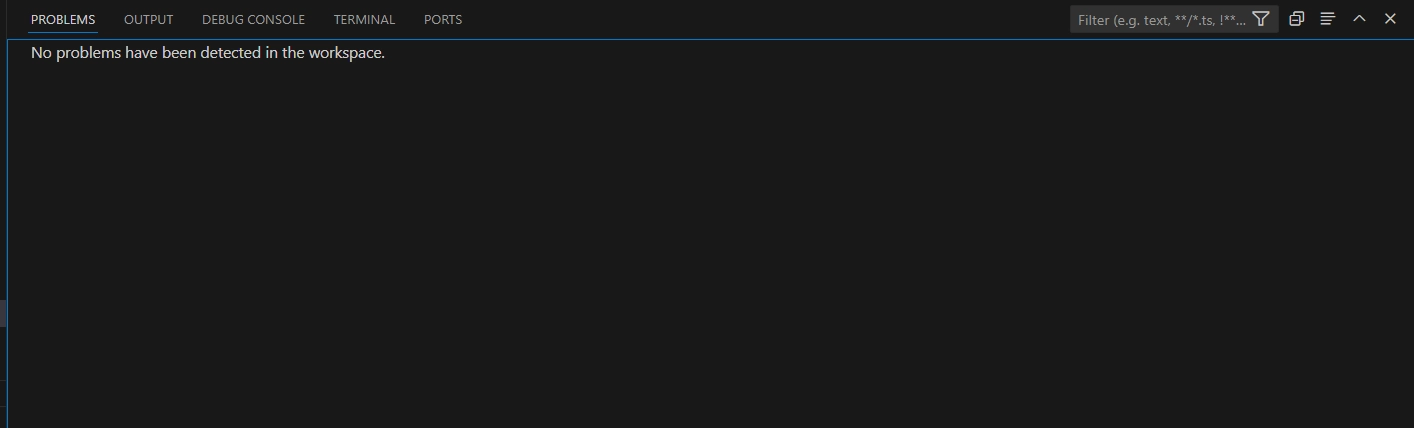 PROBLEMS OUTPUT DEBUG CONSOLE TERMINAL PORTS Filter (e.g. text, **/*.ts, !**...
No problems have been detected in the workspace.